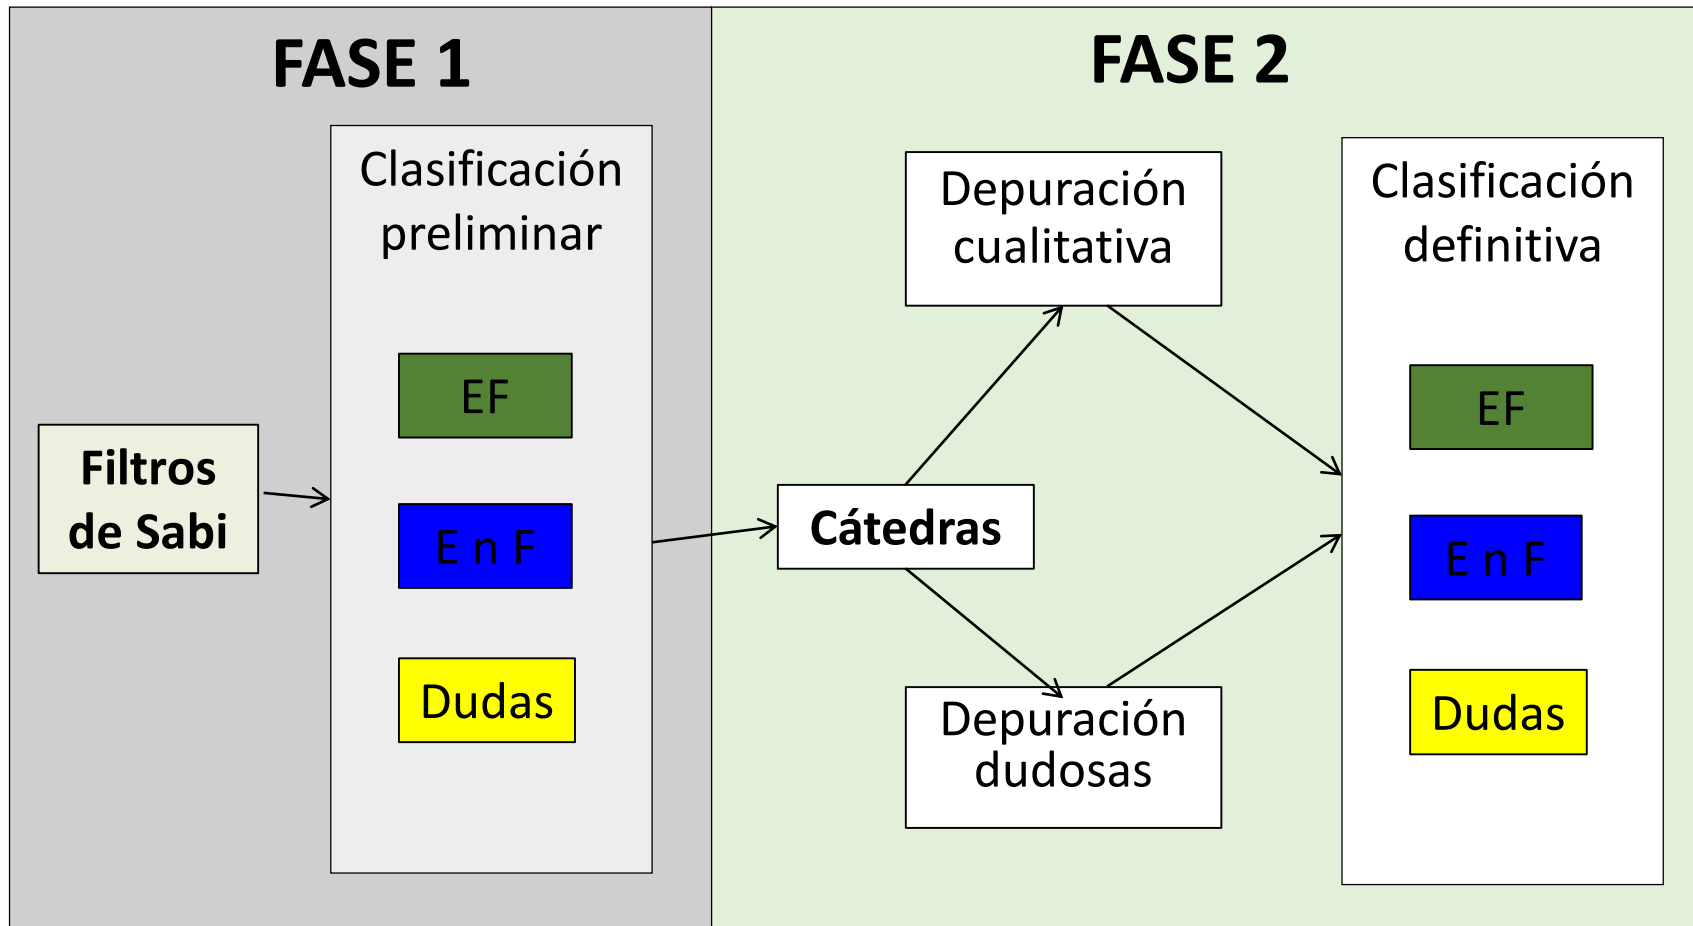 FASE 1
Filtros
de Sabi
Clasificación
preliminar
EF
E n F
Dudas
FASE 2
Cátedras
Depuración
cualitativa
Depuración
dudosas
Clasificación
definitiva
EF
E n F
Dudas